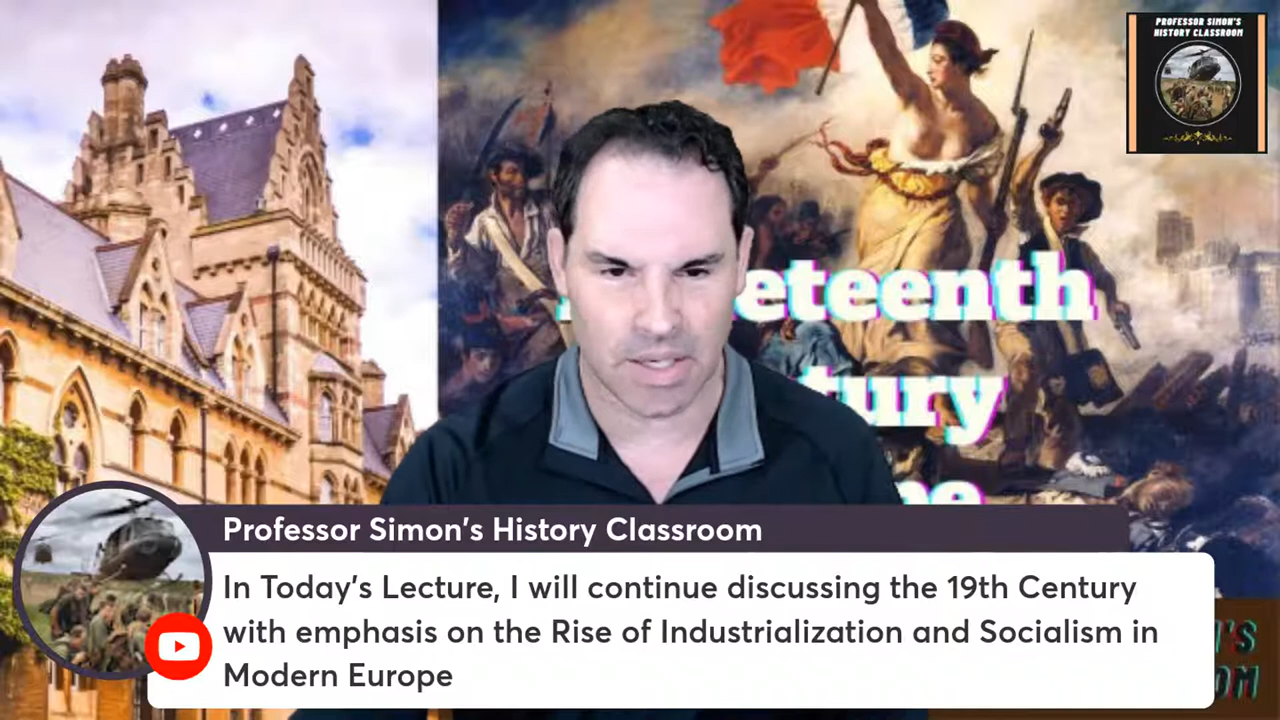 PROFESSOR SIMON'S
HISTORY CLASSROOM
eteenth
tury
Professor Simon's History Classroom
In Today's Lecture, I will continue discussing the 19th Century
with emphasis on the Rise of Industrialization and Socialism in
Modern Europe